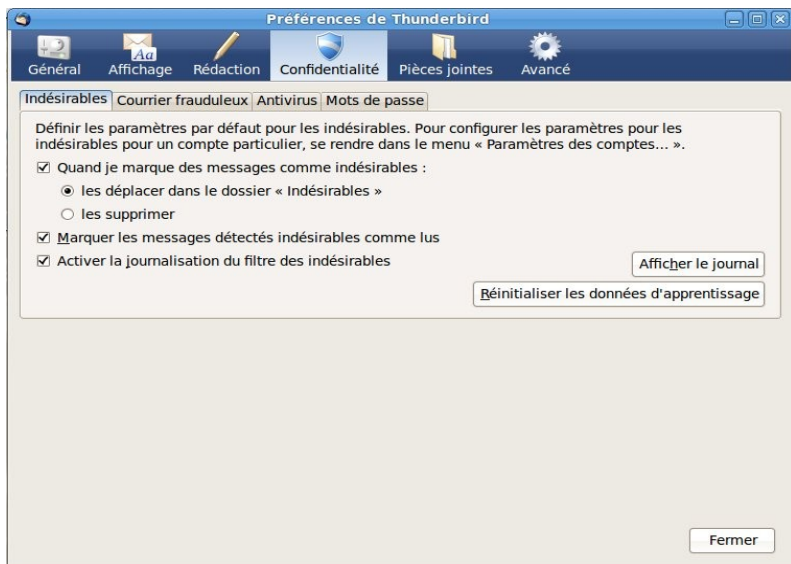 Préférences de Thunderbird
Général Affichage Rédaction Confidentialité Pièces jointes Avancé
Indésirables Courrier frauduleux Antivirus Mots de passe
Définir les paramètres par défaut pour les indésirables. Pour configurer les paramètres pour les
indésirables pour un compte particulier, se rendre dans le menu « Paramètres des comptes... ».
Quand je marque des messages comme indésirables :
les déplacer dans le dossier « Indésirables »
les supprimer
Marquer les messages détectés indésirables comme lus
Activer la journalisation du filtre des indésirables
Afficher le journal
Réinitialiser les données d'apprentissage
Fermer